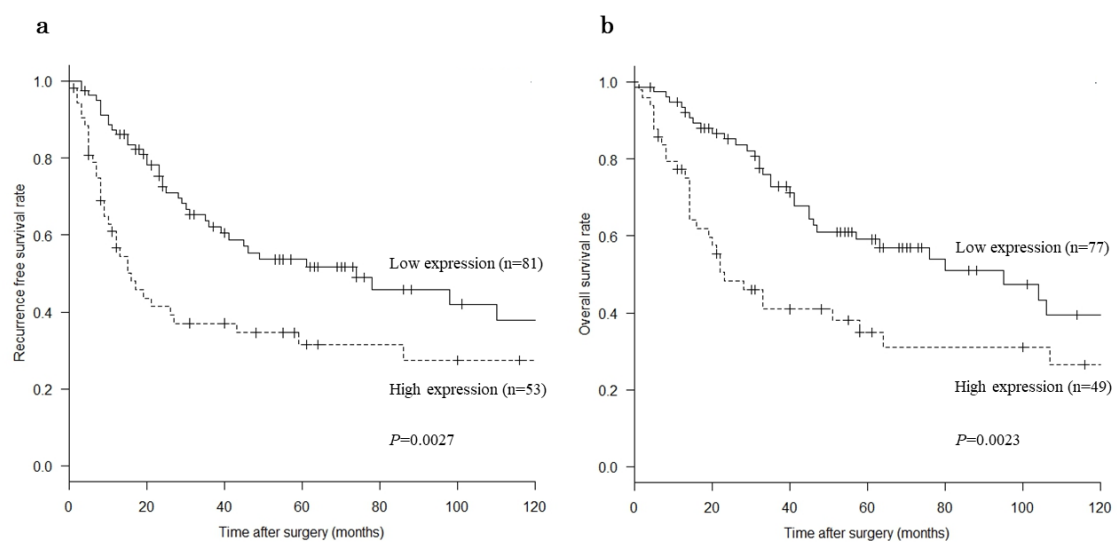 a
1.0
0.8
0.6
0.4
0.2
0.0
Recurrence free survival rate
Low expression (n=81)
High expression (n=53)
P=0.0027
0 20 40 60 80 100 120
Time after surgery (months)
b
1.0
0.8
0.6
0.4
0.2
0.0
Overall survival rate
Low expression (n=77)
High expression (n=49)
P=0.0023
0 20 40 60 80 100 120
Time after surgery (months)